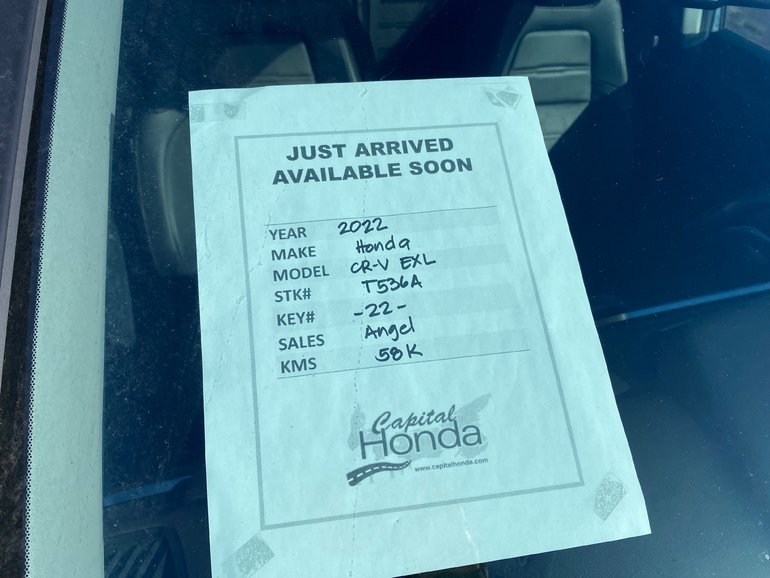 JUST ARRIVED
AVAILABLE SOON
YEAR 2022
MAKE Honda
MODEL CR-V EXL
STK# T536A
KEY# -22-
SALES Angel
KMS 58K
Capital
Honda
www.capitalhonda.com